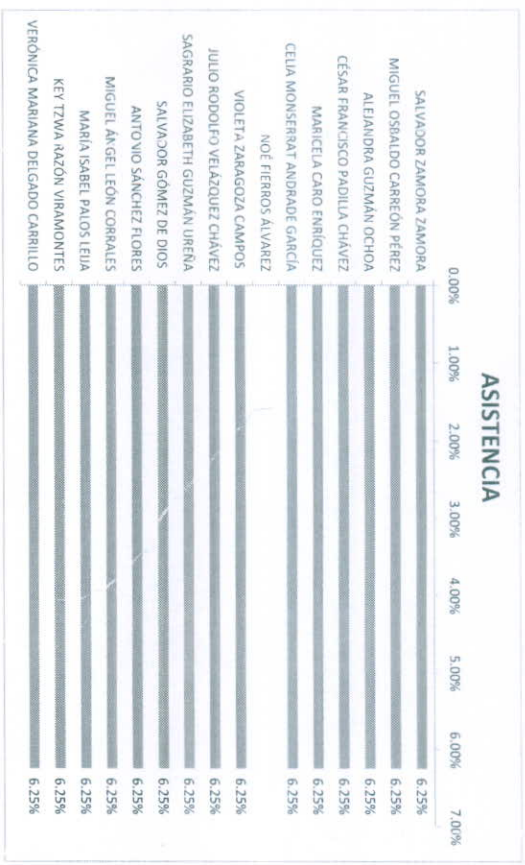 ASISTENCIA
0.00% 1.00% 2.00% 3.00% 4.00% 5.00% 6.00% 7.00%
SALVADOR ZAMORA ZAMORA 6.25%
MIGUEL OSBALDO CARREÓN PÉREZ 6.25%
ALEJANDRA GUZMÁN OCHOA 6.25%
CÉSAR FRANCISCO PADILLA CHÁVEZ 6.25%
MARICELA CARO ENRÍQUEZ 6.25%
CELIA MONSERRAT ANDRADE GARCÍA 6.25%
NOÉ FIERROS ÁLVAREZ
VIOLETA ZARAGOZA CAMPOS 6.25%
JULIO RODOLFO VELÁZQUEZ CHÁVEZ 6.25%
SAGRARIO ELIZABETH GUZMÁN UREÑA 6.25%
SALVADOR GÓMEZ DE DIOS 6.25%
ANTONIO SÁNCHEZ FLORES 6.25%
MIGUEL ÁNGEL LEÓN CORRALES 6.25%
MARÍA ISABEL PALOS LEIJA 6.25%
KEY TZWA RAZÓN VIRAMONTES 6.25%
VERÓNICA MARIANA DELGADO CARRILLO 6.25%